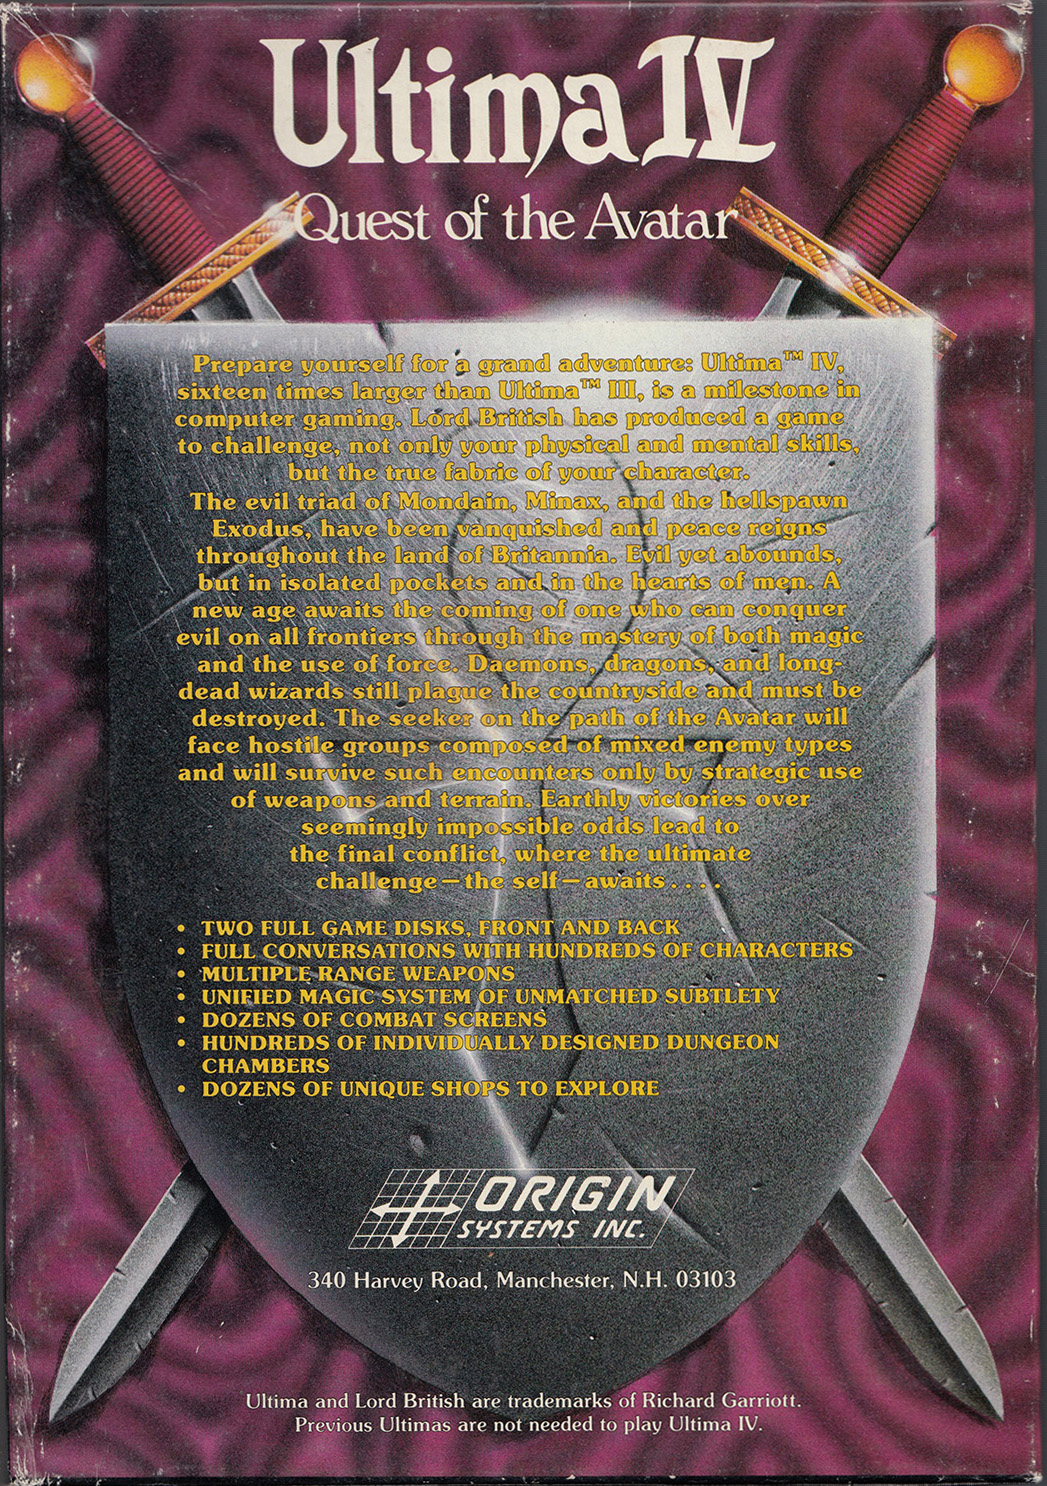 Ultima IV
Quest of the Avatar
Prepare yourself for a grand adventure: Ultima™ IV,
sixteen times larger than Ultima™ III, is a milestone in
computer gaming. Lord British has produced a game
to challenge, not only your physical and mental skills,
but the true fabric of your character.
The evil triad of Mondain, Minax, and the hellspawn
Exodus, have been vanquished and peace reigns
throughout the land of Britannia. Evil yet abounds,
but in isolated pockets and in the hearts of men. A
new age awaits the coming of one who can conquer
evil on all frontiers through the mastery of both magic
and the use of force. Daemons, dragons, and long-
dead wizards still plague the countryside and must be
destroyed. The seeker on the path of the Avatar will
face hostile groups composed of mixed enemy types
and will survive such encounters only by strategic use
of weapons and terrain. Earthly victories over
seemingly impossible odds lead to
the final conflict, where the ultimate
challenge—the self—awaits . . . .
• TWO FULL GAME DISKS, FRONT AND BACK
• FULL CONVERSATIONS WITH HUNDREDS OF CHARACTERS
• MULTIPLE RANGE WEAPONS
• UNIFIED MAGIC SYSTEM OF UNMATCHED SUBTLETY
• DOZENS OF COMBAT SCREENS
• HUNDREDS OF INDIVIDUALLY DESIGNED DUNGEON
CHAMBERS
• DOZENS OF UNIQUE SHOPS TO EXPLORE
ORIGIN
SYSTEMS INC.
340 Harvey Road, Manchester, N.H. 03103
Ultima and Lord British are trademarks of Richard Garriott.
Previous Ultimas are not needed to play Ultima IV.